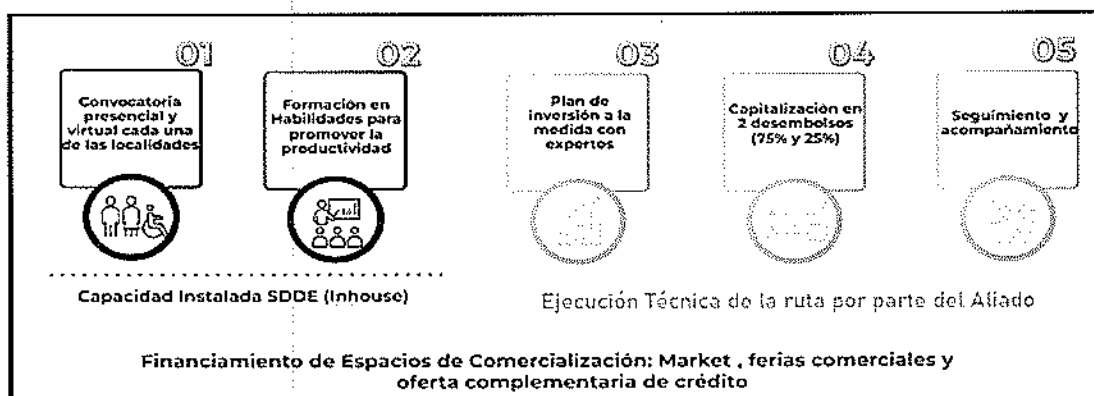 01
Convocatoria
presencial y
virtual cada una
de las localidades
02
Formación en
Habilidades para
promover la
productividad
03
Plan de
inversión a la
medida con
expertos
04
Capitalización en
2 desembolsos
(75% y 25%)
05
Seguimiento y
acompañamiento
Capacidad Instalada SDDE (Inhouse)
Ejecución Técnica de la ruta por parte del Aliado
Financiamiento de Espacios de Comercialización: Market , ferias comerciales y
oferta complementaria de crédito